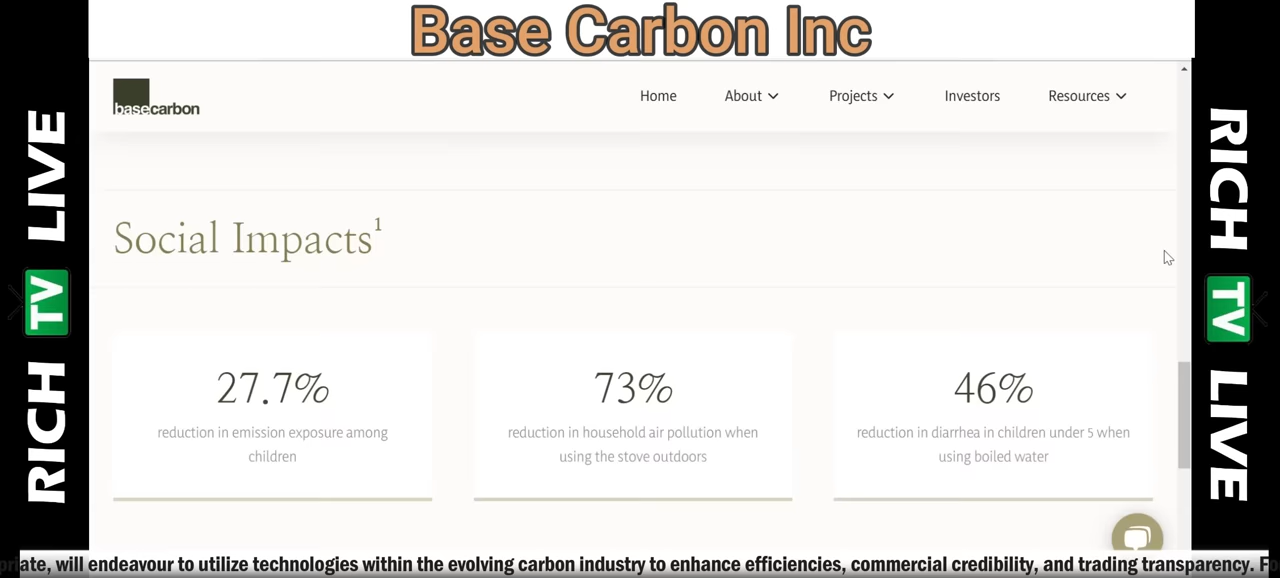 Base Carbon Inc
basecarbon
Home About Projects Investors Resources
Social Impacts¹
27.7%
reduction in emission exposure among
children
73%
reduction in household air pollution when
using the stove outdoors
46%
reduction in diarrhea in children under 5 when
using boiled water
RICH TV LIVE
RICH TV LIVE
will endeavour to utilize technologies within the evolving carbon industry to enhance efficiencies, commercial credibility, and trading transparency.